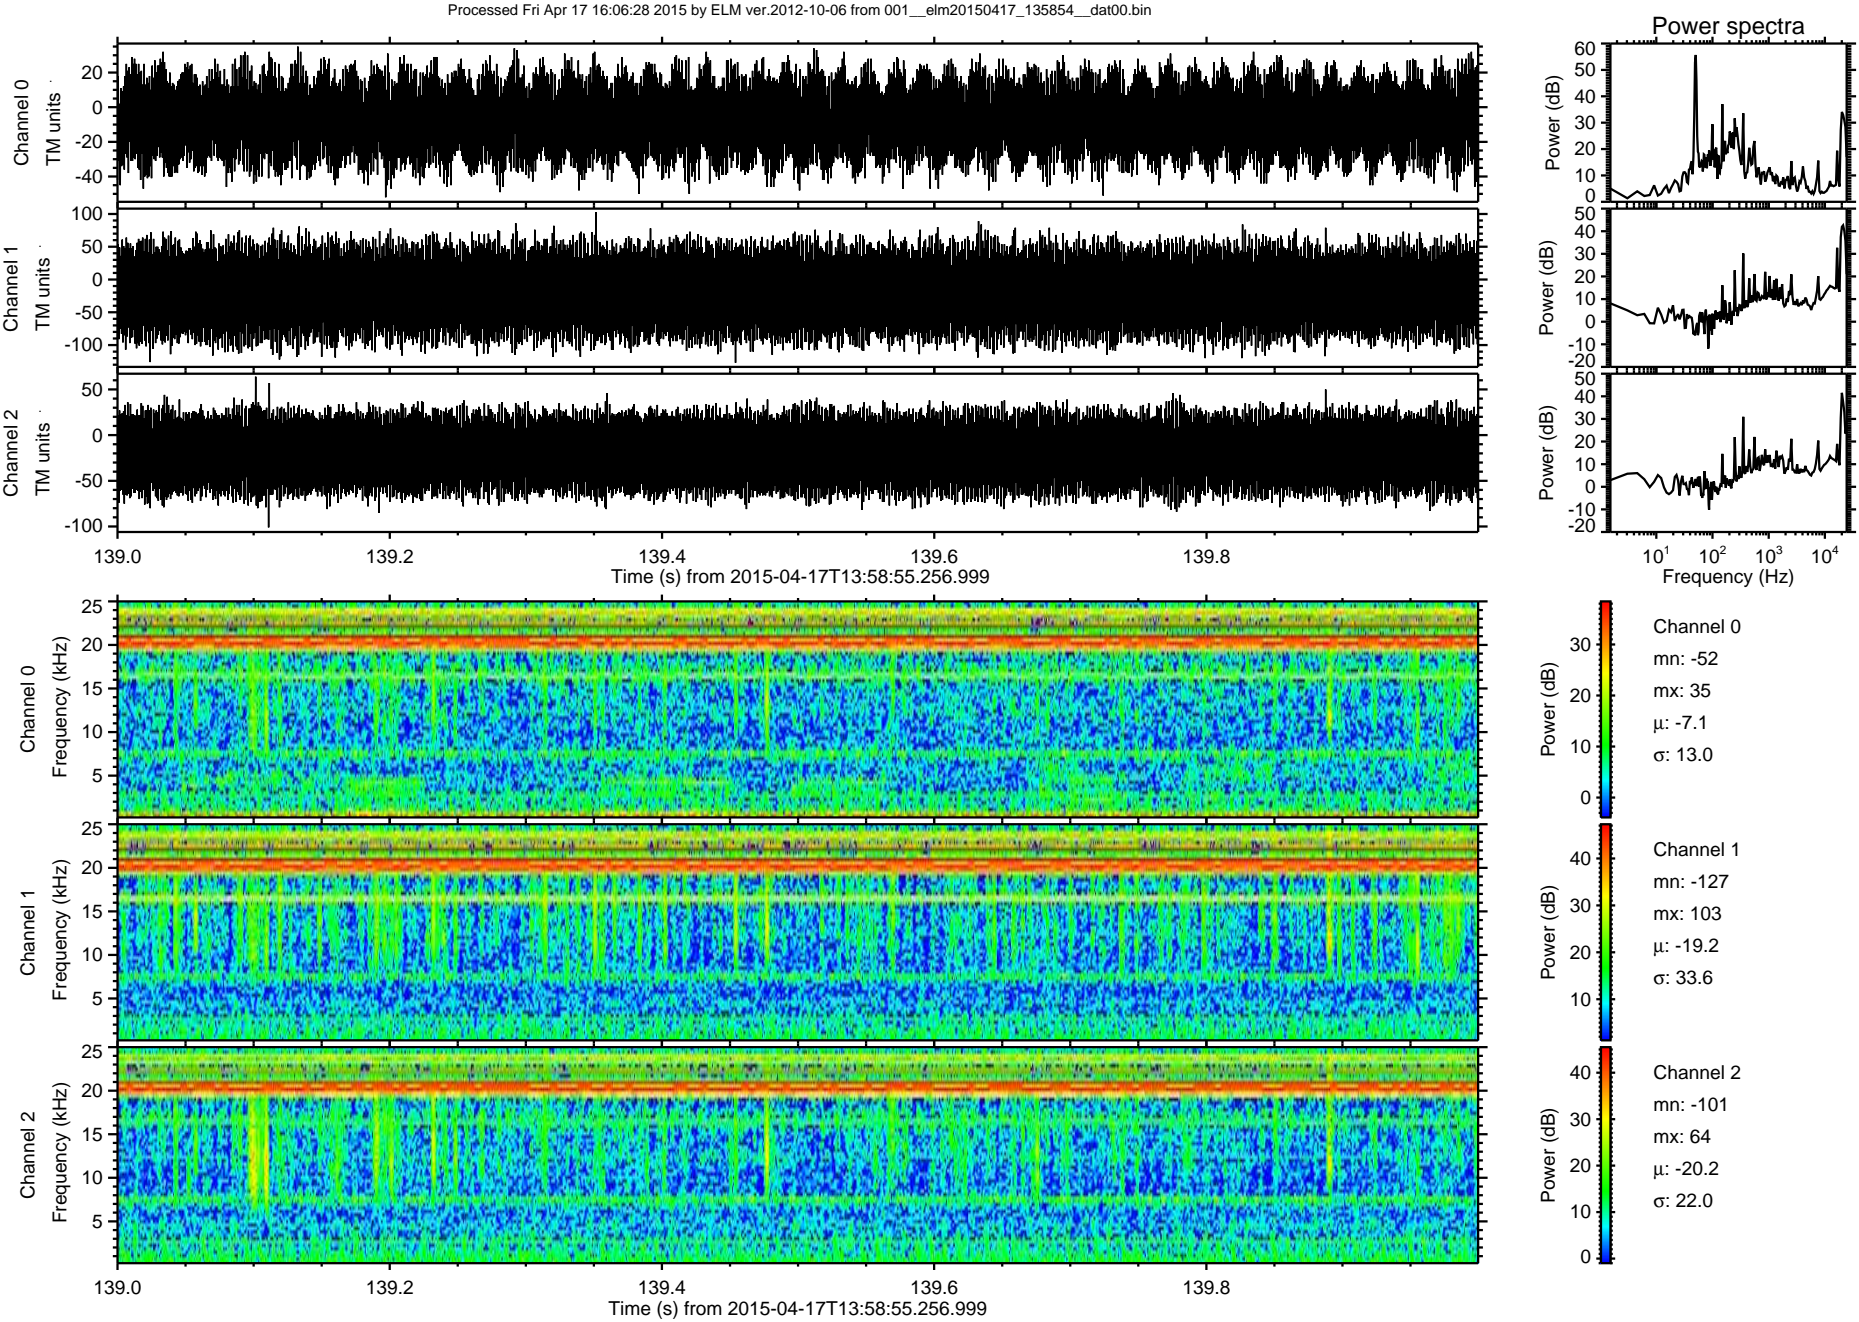 Processed Fri Apr 17 16:06:28 2015 by ELM ver.2012-10-06 from 001__elm20150417_135854__dat00.bin
Power spectra
Channel 0
TM units
20
0
-20
-40
Power (dB)
60
50
40
30
20
10
0
Channel 1
TM units
100
50
0
-50
-100
Power (dB)
50
40
30
20
10
0
-10
-20
Channel 2
TM units
50
0
-50
-100
Power (dB)
50
40
30
20
10
0
-10
-20
139.0 139.2 139.4 139.6 139.8
Time (s) from 2015-04-17T13:58:55.256.999
10^1 10^2 10^3 10^4
Frequency (Hz)
Channel 0
Frequency (kHz)
25
20
15
10
5
Power (dB)
30
20
10
0
Channel 0
mn: -52
mx: 35
μ: -7.1
σ: 13.0
Channel 1
Frequency (kHz)
25
20
15
10
5
Power (dB)
40
30
20
10
Channel 1
mn: -127
mx: 103
μ: -19.2
σ: 33.6
Channel 2
Frequency (kHz)
25
20
15
10
5
Power (dB)
40
30
20
10
0
Channel 2
mn: -101
mx: 64
μ: -20.2
σ: 22.0
139.0 139.2 139.4 139.6 139.8
Time (s) from 2015-04-17T13:58:55.256.999